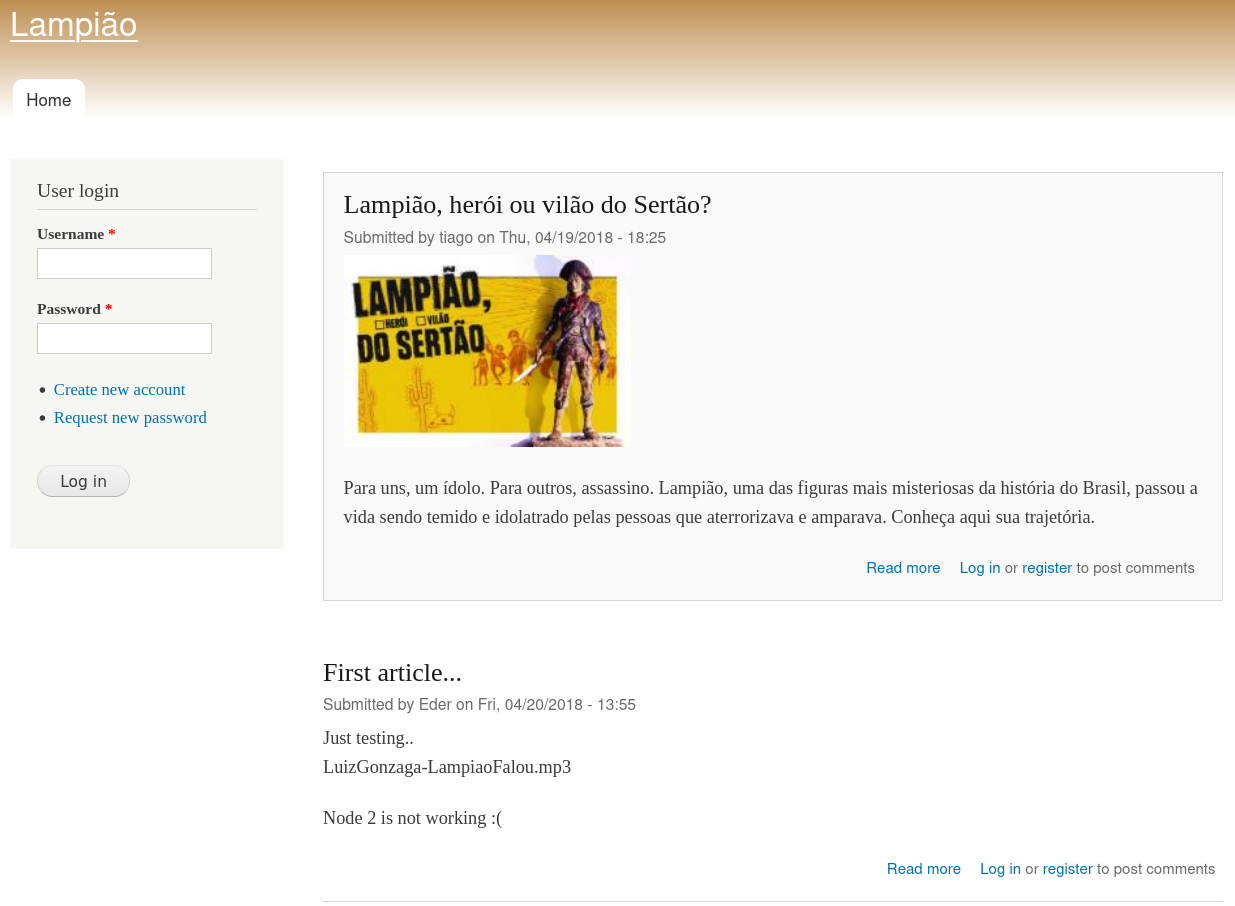 Lampião
Home
User login
Username *
Password *
Create new account
Request new password
Log in
Lampião, herói ou vilão do Sertão?
Submitted by tiago on Thu, 04/19/2018 - 18:25
LAMPIÃO,
HERÓI VILÃO
DO SERTÃO
Para uns, um ídolo. Para outros, assassino. Lampião, uma das figuras mais misteriosas da história do Brasil, passou a
vida sendo temido e idolatrado pelas pessoas que aterrorizava e amparava. Conheça aqui sua trajetória.
Read more Log in or register to post comments
First article...
Submitted by Eder on Fri, 04/20/2018 - 13:55
Just testing..
LuizGonzaga-LampiaoFalou.mp3
Node 2 is not working :(
Read more Log in or register to post comments